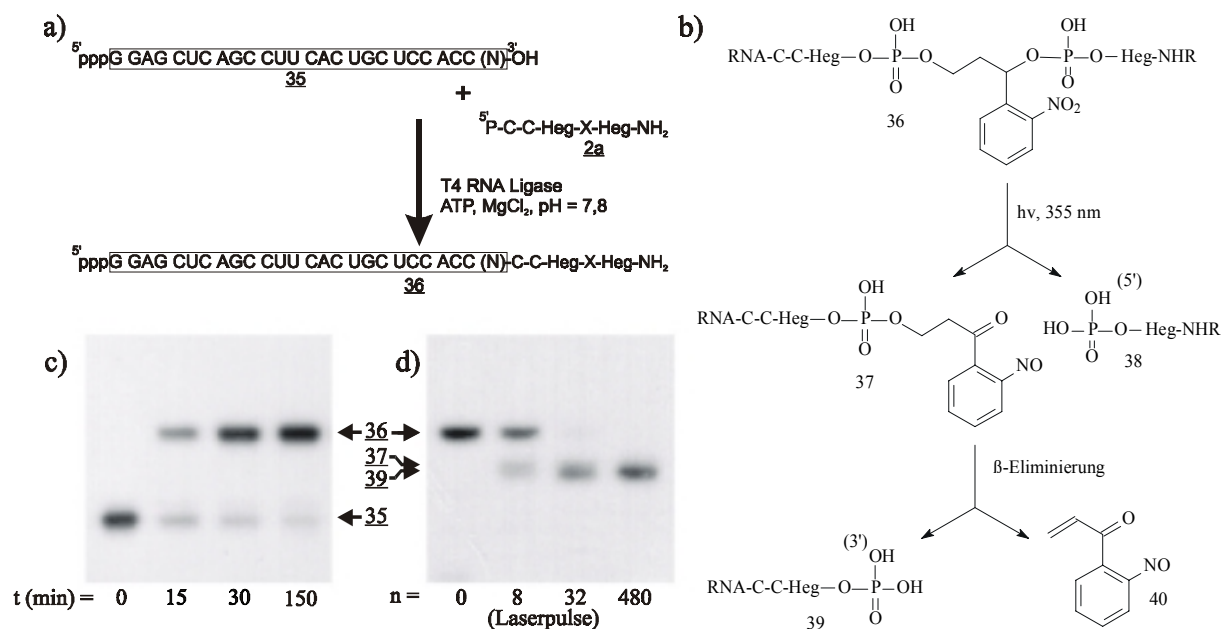 a)
5' pppG GAG CUC AGC CUU CAC UGC UCC ACC (N)-OH 3'
35
+
5' P-C-C-Heg-X-Heg-NH₂
2a
T4 RNA Ligase
ATP, MgCl₂, pH = 7,8
5' pppG GAG CUC AGC CUU CAC UGC UCC ACC (N)-C-C-Heg-X-Heg-NH₂
36
b)
OH OH
RNA-C-C-Heg—O—P—O O—P—O—Heg-NHR
O O
NO₂
36
hν, 355 nm
OH
RNA-C-C-Heg—O—P—O O
O
NO
37
(5')
OH
HO—P—O—Heg-NHR
O
38
ß-Eliminierung
(3')
OH
RNA-C-C-Heg—O—P—OH
O
39
O
NO
40
c)
36
37
39
35
t (min) = 0 15 30 150
d)
n = 0 8 32 480
(Laserpulse)